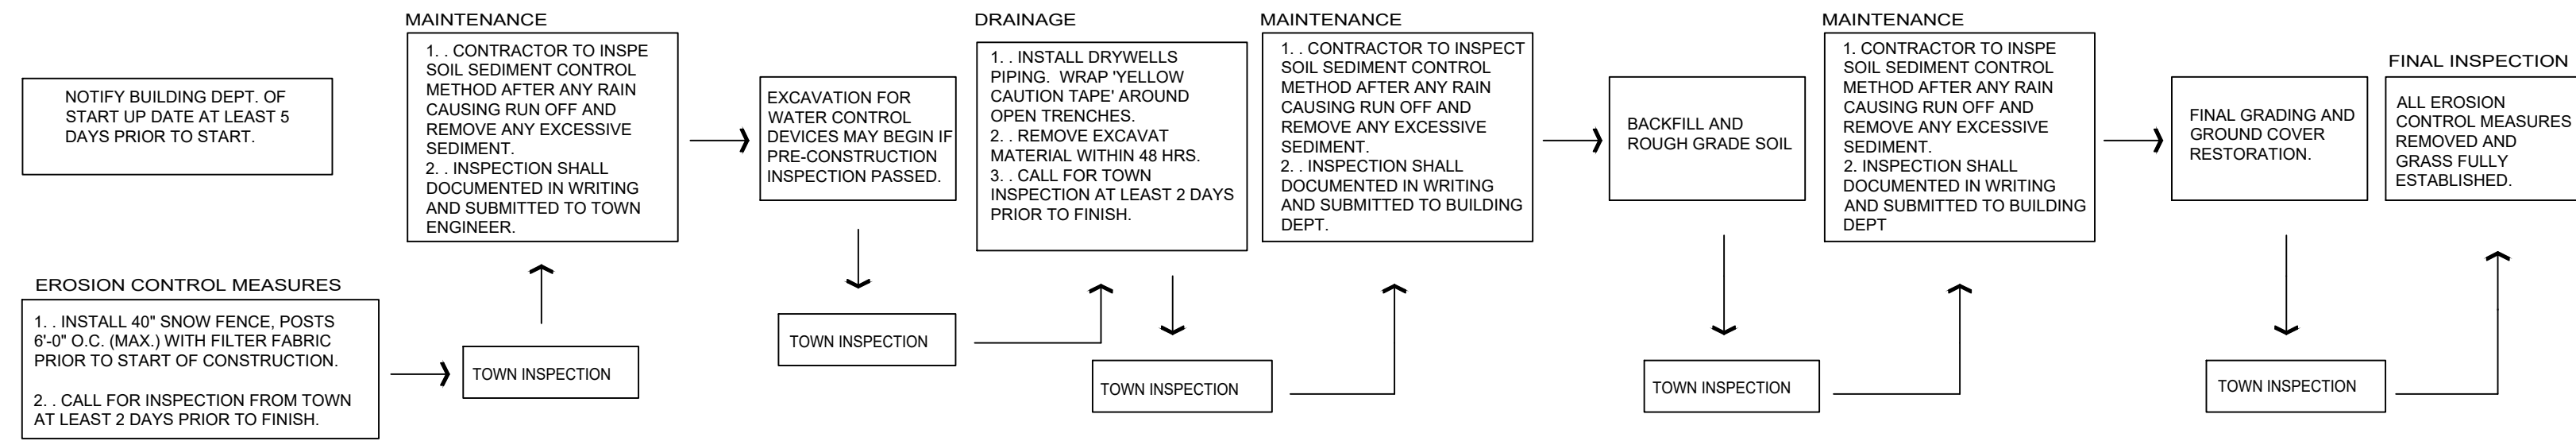 NOTIFY BUILDING DEPT. OF
START UP DATE AT LEAST 5
DAYS PRIOR TO START.
EROSION CONTROL MEASURES
1. . INSTALL 40" SNOW FENCE, POSTS
6'-0" O.C. (MAX.) WITH FILTER FABRIC
PRIOR TO START OF CONSTRUCTION.
2. . CALL FOR INSPECTION FROM TOWN
AT LEAST 2 DAYS PRIOR TO FINISH.
TOWN INSPECTION
MAINTENANCE
1. . CONTRACTOR TO INSPE
SOIL SEDIMENT CONTROL
METHOD AFTER ANY RAIN
CAUSING RUN OFF AND
REMOVE ANY EXCESSIVE
SEDIMENT.
2. . INSPECTION SHALL
DOCUMENTED IN WRITING
AND SUBMITTED TO TOWN
ENGINEER.
EXCAVATION FOR
WATER CONTROL
DEVICES MAY BEGIN IF
PRE-CONSTRUCTION
INSPECTION PASSED.
TOWN INSPECTION
DRAINAGE
1. . INSTALL DRYWELLS
PIPING. WRAP 'YELLOW
CAUTION TAPE' AROUND
OPEN TRENCHES.
2. . REMOVE EXCAVAT
MATERIAL WITHIN 48 HRS.
3. . CALL FOR TOWN
INSPECTION AT LEAST 2 DAYS
PRIOR TO FINISH.
TOWN INSPECTION
MAINTENANCE
1. . CONTRACTOR TO INSPECT
SOIL SEDIMENT CONTROL
METHOD AFTER ANY RAIN
CAUSING RUN OFF AND
REMOVE ANY EXCESSIVE
SEDIMENT.
2. . INSPECTION SHALL
DOCUMENTED IN WRITING
AND SUBMITTED TO BUILDING
DEPT.
BACKFILL AND
ROUGH GRADE SOIL
TOWN INSPECTION
MAINTENANCE
1. CONTRACTOR TO INSPE
SOIL SEDIMENT CONTROL
METHOD AFTER ANY RAIN
CAUSING RUN OFF AND
REMOVE ANY EXCESSIVE
SEDIMENT.
2. INSPECTION SHALL
DOCUMENTED IN WRITING
AND SUBMITTED TO BUILDING
DEPT
FINAL GRADING AND
GROUND COVER
RESTORATION.
TOWN INSPECTION
FINAL INSPECTION
ALL EROSION
CONTROL MEASURES
REMOVED AND
GRASS FULLY
ESTABLISHED.